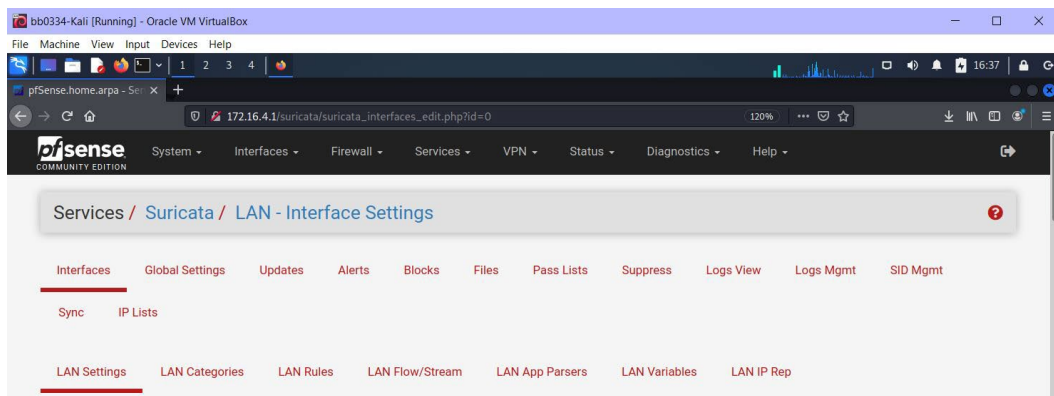 bb0334-Kali [Running] - Oracle VM VirtualBox
File Machine View Input Devices Help
1 2 3 4 16:37
pfSense.home.arpa - Ser
172.16.4.1/suricata/suricata_interfaces_edit.php?id=0 120%
pfsense System Interfaces Firewall Services VPN Status Diagnostics Help
COMMUNITY EDITION
Services / Suricata / LAN - Interface Settings
Interfaces Global Settings Updates Alerts Blocks Files Pass Lists Suppress Logs View Logs Mgmt SID Mgmt
Sync IP Lists
LAN Settings LAN Categories LAN Rules LAN Flow/Stream LAN App Parsers LAN Variables LAN IP Rep